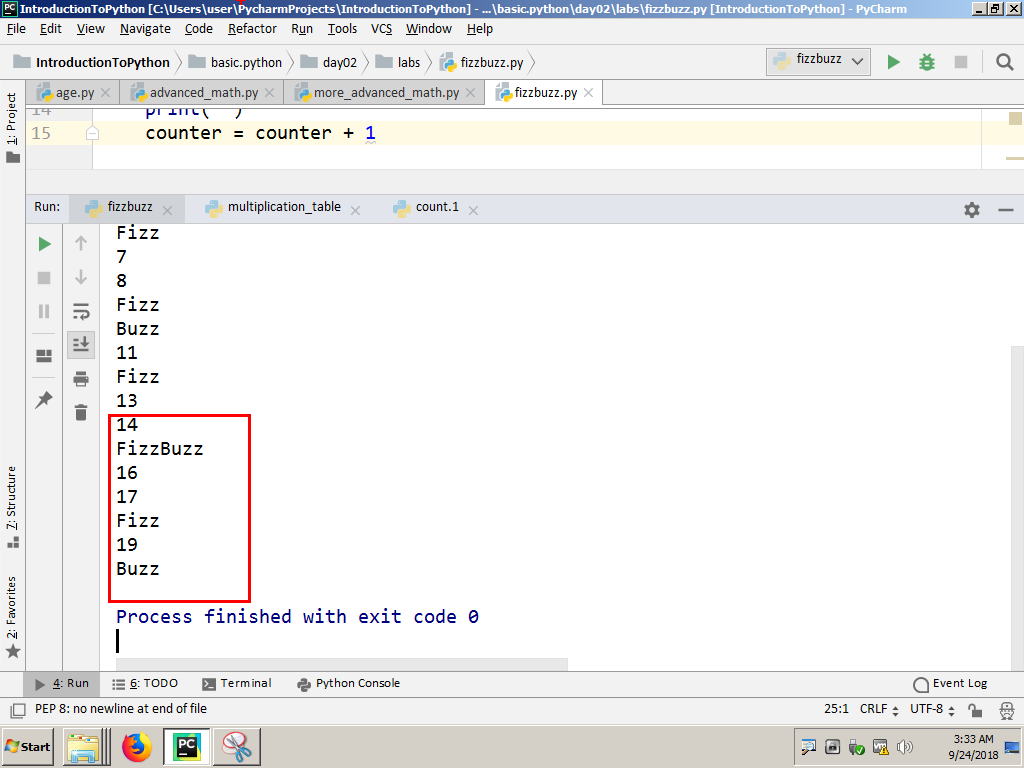 IntroductionToPython [C:\Users\user\PycharmProjects\IntroductionToPython] - ...\basic.python\day02\labs\fizzbuzz.py [IntroductionToPython] - PyCharm
File Edit View Navigate Code Refactor Run Tools VCS Window Help
IntroductionToPython basic.python day02 labs fizzbuzz.py fizzbuzz
age.py advanced_math.py more_advanced_math.py fizzbuzz.py
1: Project
14 print(" ")
15 counter = counter + 1
Run: fizzbuzz multiplication_table count.1
Fizz
7
8
Fizz
Buzz
11
Fizz
13
14
FizzBuzz
16
17
Fizz
19
Buzz
Process finished with exit code 0
7: Structure
2: Favorites
4: Run 6: TODO Terminal Python Console Event Log
PEP 8: no newline at end of file 25:1 CRLF UTF-8
Start PC 3:33 AM
9/24/2018